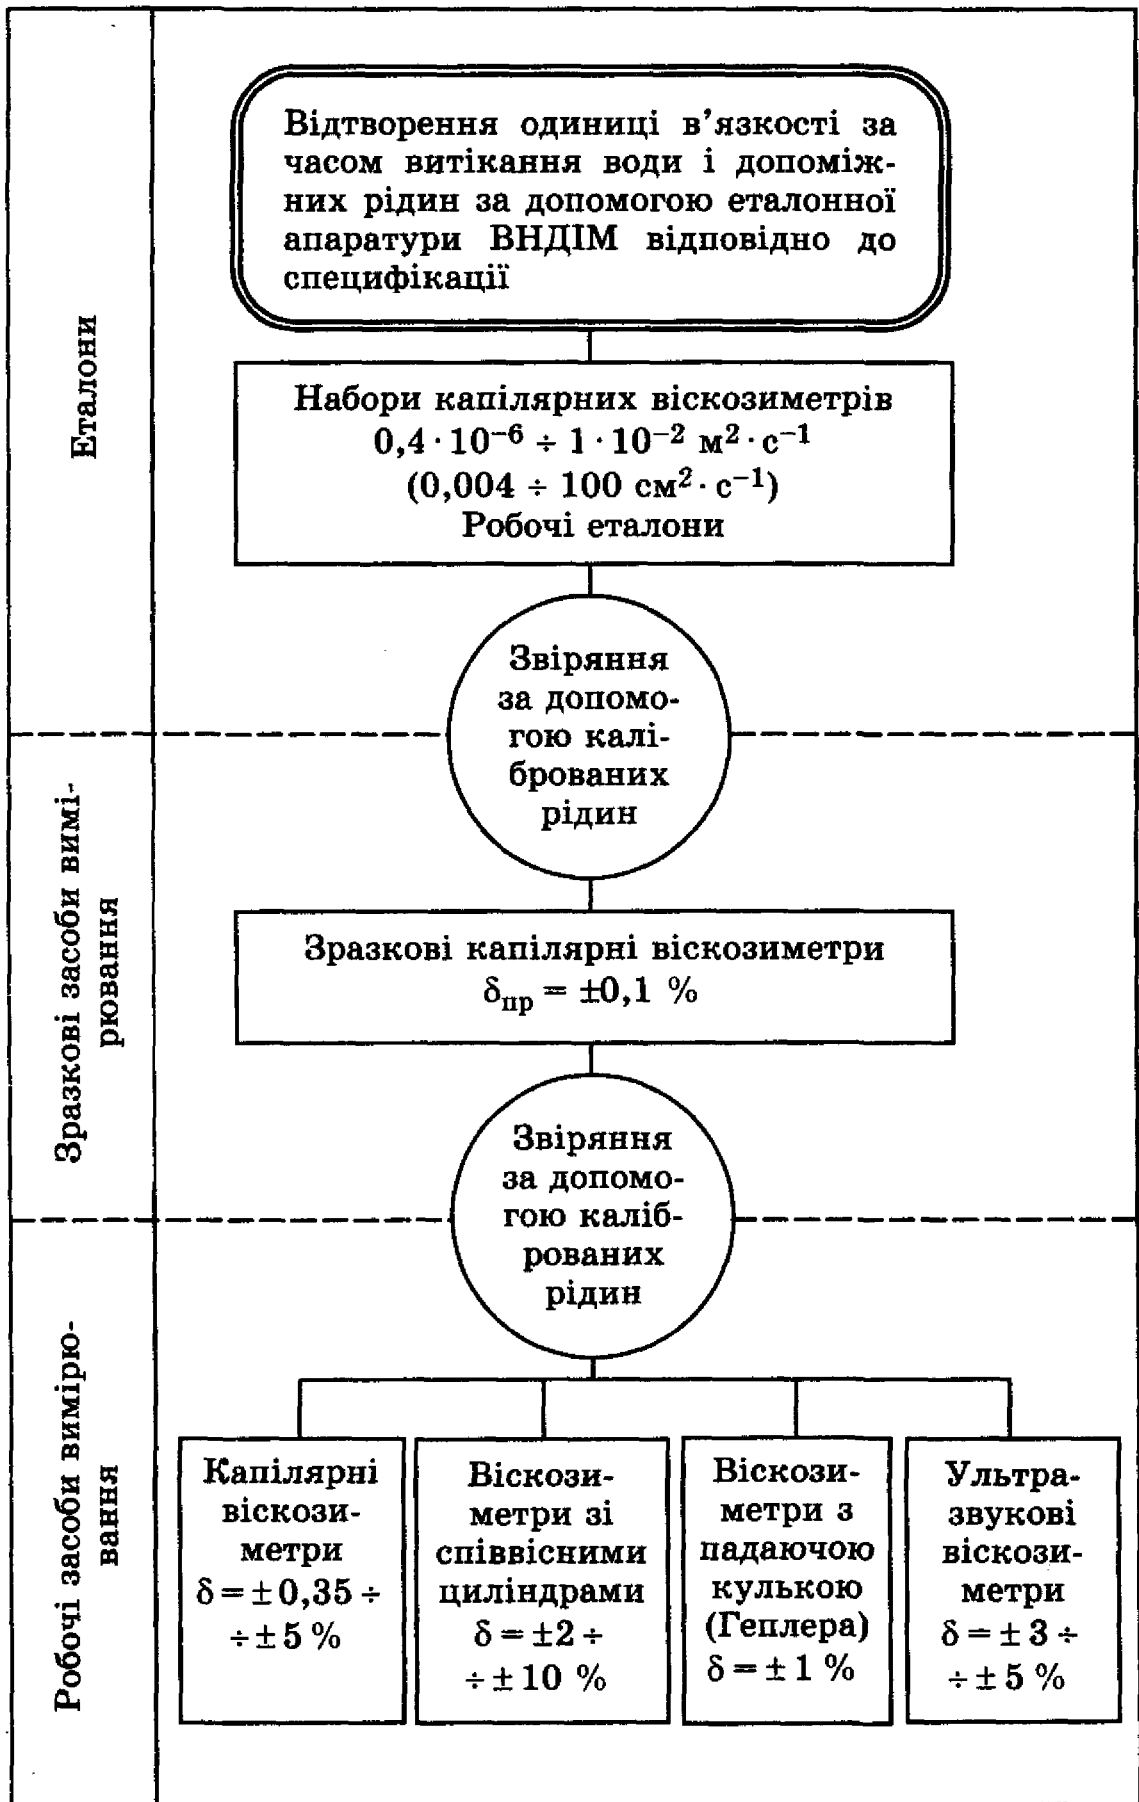 Еталони
Відтворення одиниці в’язкості за
часом витікання води і допоміж-
них рідин за допомогою еталонної
апаратури ВНДІМ відповідно до
специфікації
Набори капілярних віскозиметрів
0,4 · 10⁻⁶ ÷ 1 · 10⁻² м² · с⁻¹
(0,004 ÷ 100 см² · с⁻¹)
Робочі еталони
Звіряння
за допомо-
гою калі-
брованих
рідин
Зразкові засоби вимі-
рювання
Зразкові капілярні віскозиметри
δпр = ±0,1 %
Звіряння
за допомо-
гою каліб-
рованих
рідин
Робочі засоби вимірю-
вання
Капілярні
віскози-
метри
δ = ±0,35 ÷
÷ ± 5 %
Віскози-
метри зі
співвісними
циліндрами
δ = ±2 ÷
÷ ± 10 %
Віскози-
метри з
падаючою
кулькою
(Геплера)
δ = ± 1 %
Ультра-
звукові
віскози-
метри
δ = ± 3 ÷
÷ ± 5 %